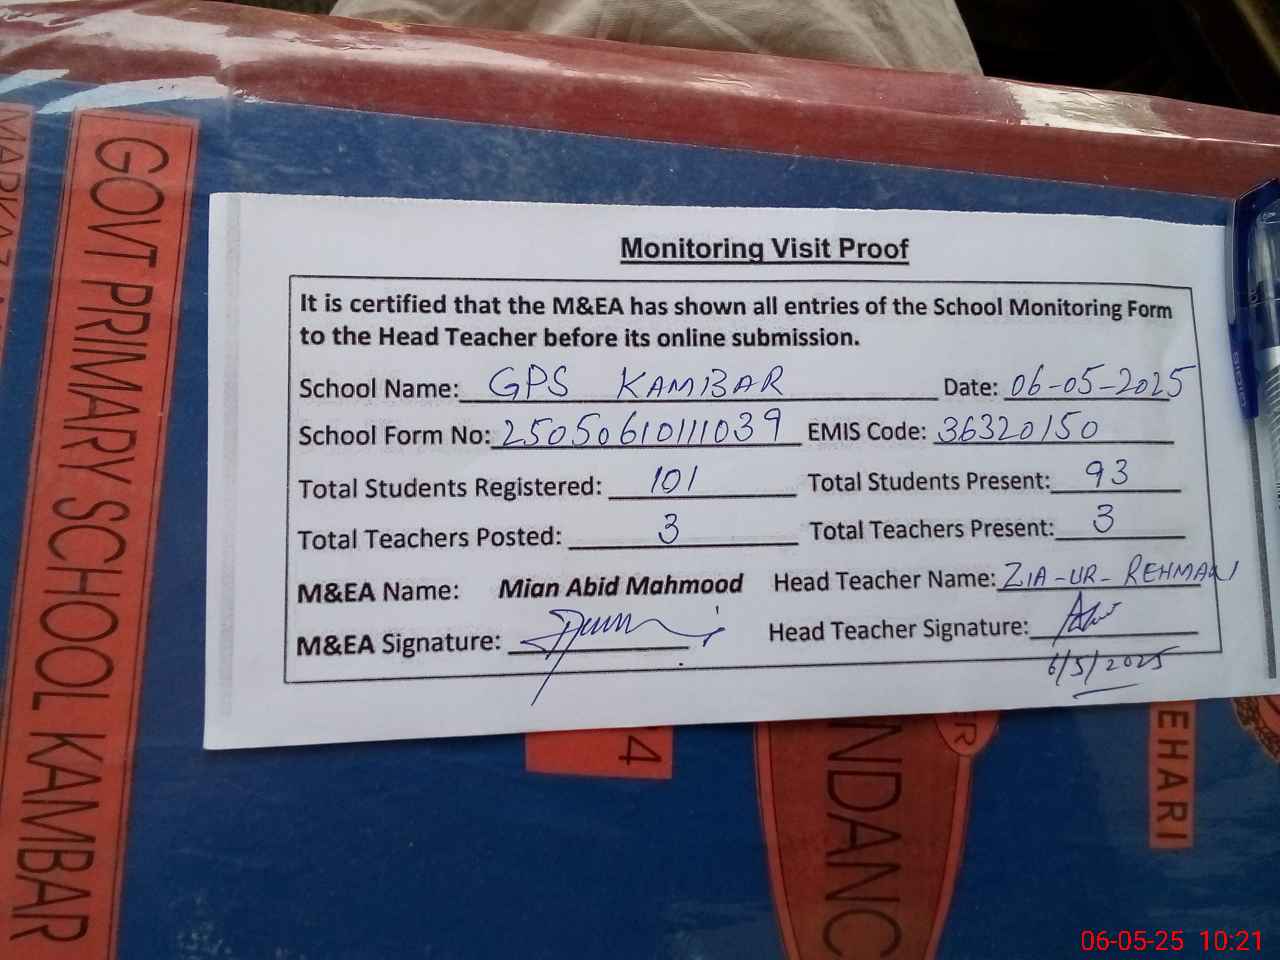 Monitoring Visit Proof
It is certified that the M&EA has shown all entries of the School Monitoring Form
to the Head Teacher before its online submission.
School Name: GPS KAMBAR Date: 06-05-2025
School Form No: 25050610111039 EMIS Code: 36320150
Total Students Registered: 101 Total Students Present: 93
Total Teachers Posted: 3 Total Teachers Present: 3
M&EA Name: Mian Abid Mahmood Head Teacher Name: ZIA-UR-REHMAN
M&EA Signature: Head Teacher Signature:
6/5/2025
GOVT PRIMARY SCHOOL KAMBAR
MARKAZ
4
NDANC
ER
EHARI
06-05-25 10:21